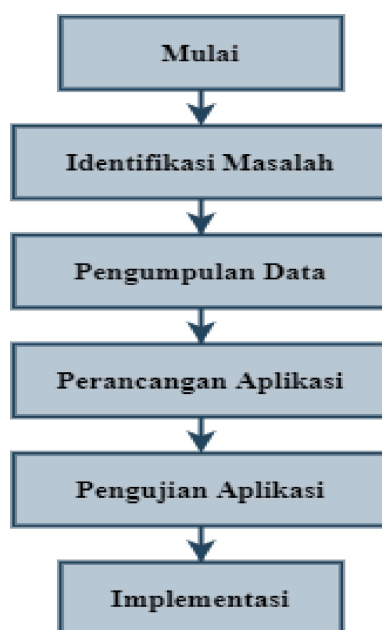 Mulai
Identifikasi Masalah
Pengumpulan Data
Perancangan Aplikasi
Pengujian Aplikasi
Implementasi